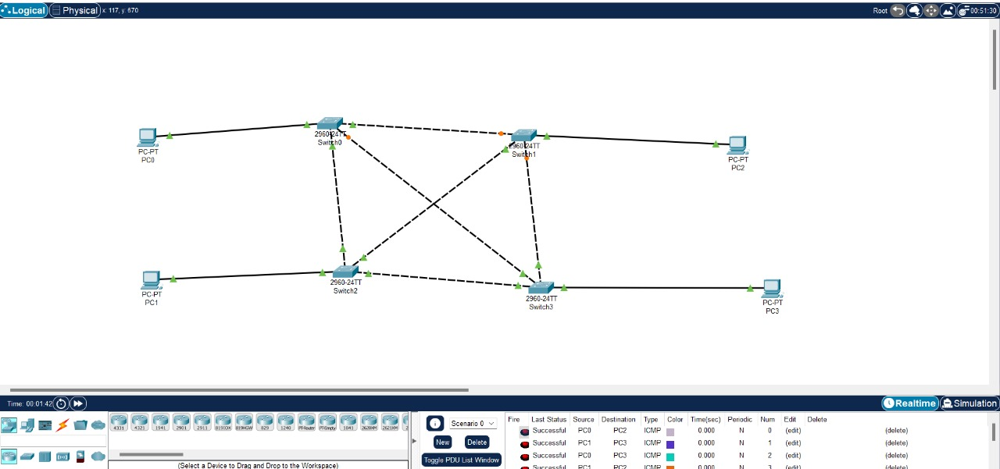 Logical Physical x: 117, y: 670 Root 00:51:30
2960-24TT
Switch0
2960-24TT
Switch1
PC-PT
PC0
PC-PT
PC2
2960-24TT
Switch2
PC-PT
PC1
2960-24TT
Switch3
PC-PT
PC3
Time: 00:01:42 Realtime Simulation
4331 4321 1941 2901 2911 819IOX 819HGW 829 1240 PT-Router PT-Empty 1841 2620XM 2621XM
(Select a Device to Drag and Drop to the Workspace)
Scenario 0
New Delete
Toggle PDU List Window
Fire Last Status Source Destination Type Color Time(sec) Periodic Num Edit Delete
Successful PC0 PC2 ICMP 0.000 N 0 (edit) (delete)
Successful PC1 PC3 ICMP 0.000 N 1 (edit) (delete)
Successful PC0 PC3 ICMP 0.000 N 2 (edit) (delete)
Successful PC1 PC2 ICMP 0.000 N 3 (edit) (delete)